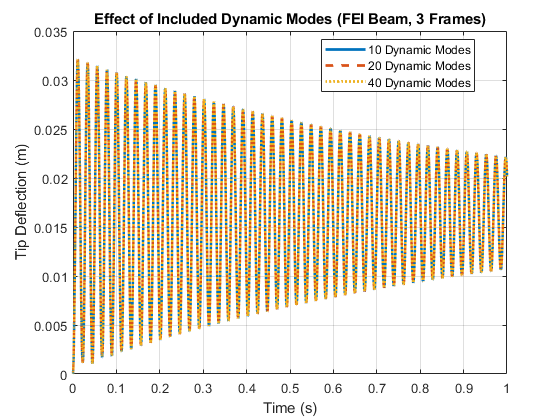 Effect of Included Dynamic Modes (FEI Beam, 3 Frames)
10 Dynamic Modes
20 Dynamic Modes
40 Dynamic Modes
0.035
0.03
0.025
0.02
0.015
0.01
0.005
0
Tip Deflection (m)
0 0.1 0.2 0.3 0.4 0.5 0.6 0.7 0.8 0.9 1
Time (s)